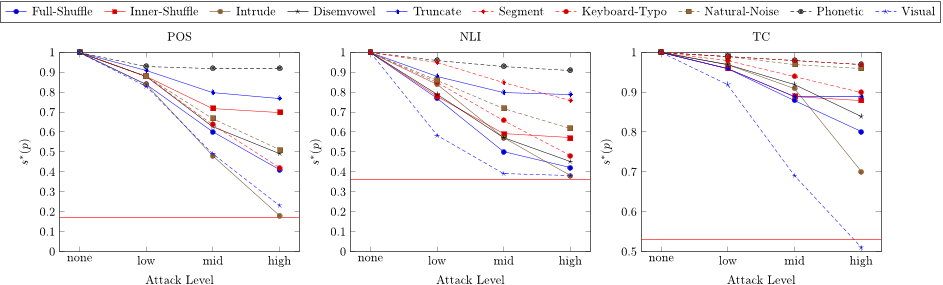 Full-Shuffle Inner-Shuffle Intrude Disemvowel Truncate Segment Keyboard-Typo Natural-Noise Phonetic Visual
POS NLI TC
1 1 1
0.9 0.9
0.8 0.8 0.9
0.7 0.7
0.6 0.6 0.8
0.5 0.5
0.4 0.4 0.7
0.3 0.3
0.2 0.2 0.6
0.1 0.1
0 0 0.5
s*(p) s*(p) s*(p)
none low mid high none low mid high none low mid high
Attack Level Attack Level Attack Level